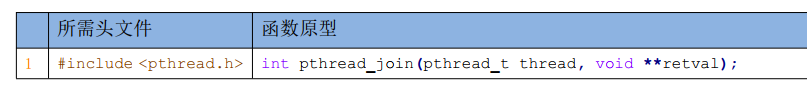 所需头文件 函数原型
1 #include <pthread.h> int pthread_join(pthread_t thread, void **retval);